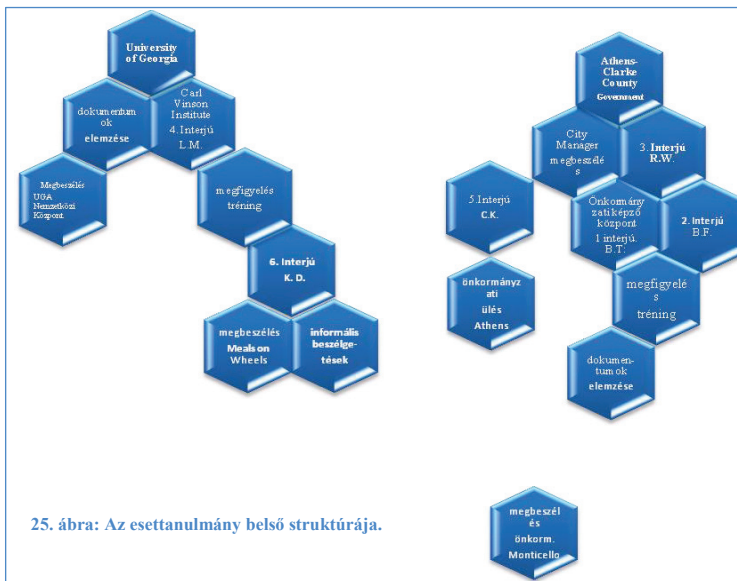 University
of Georgia
dokumentum
ok
elemzése
Carl
Vinson
Institute
4. Interjú
L.M.
Megbeszélés
UGA
Nemzetközi
Központ.
megfigyelés
tréning
6. Interjú
K. D.
megbeszélés
Meals on
Wheels
informális
beszélge-
tések
Athens-
Clarke
County
Government
City
Manager
megbeszélé
s
3. Interjú
R.W.
5.Interjú
C.K.
Önkormány
zati képző
központ
1 interjú.
B.T:
2. Interjú
B.F.
önkormányz
ati
ülés
Athens
megfigyelé
s
tréning
dokumen-
tum ok
elemzése
megbeszél
és
önkorm.
Monticello
25. ábra: Az esettanulmány belső struktúrája.